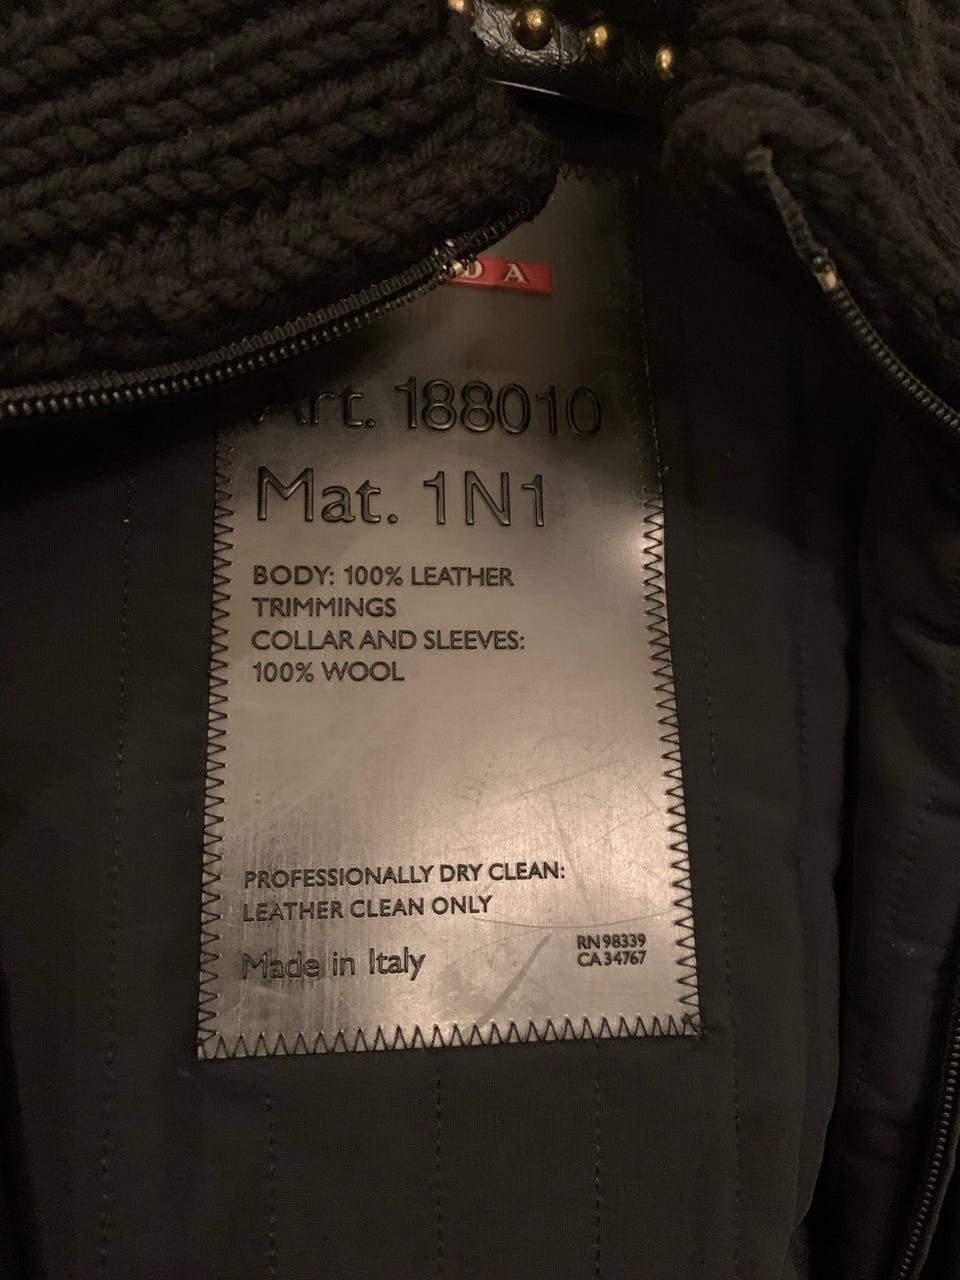 DA
Art. 188010
Mat. 1N1
BODY: 100% LEATHER
TRIMMINGS
COLLAR AND SLEEVES:
100% WOOL
PROFESSIONALLY DRY CLEAN:
LEATHER CLEAN ONLY
Made in Italy
RN 98339
CA 34767